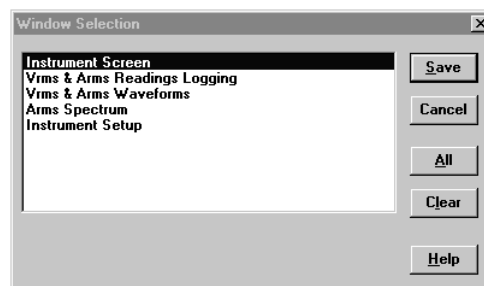 Window Selection
Instrument Screen
Vrms & Arms Readings Logging
Vrms & Arms Waveforms
Arms Spectrum
Instrument Setup
Save
Cancel
All
Clear
Help